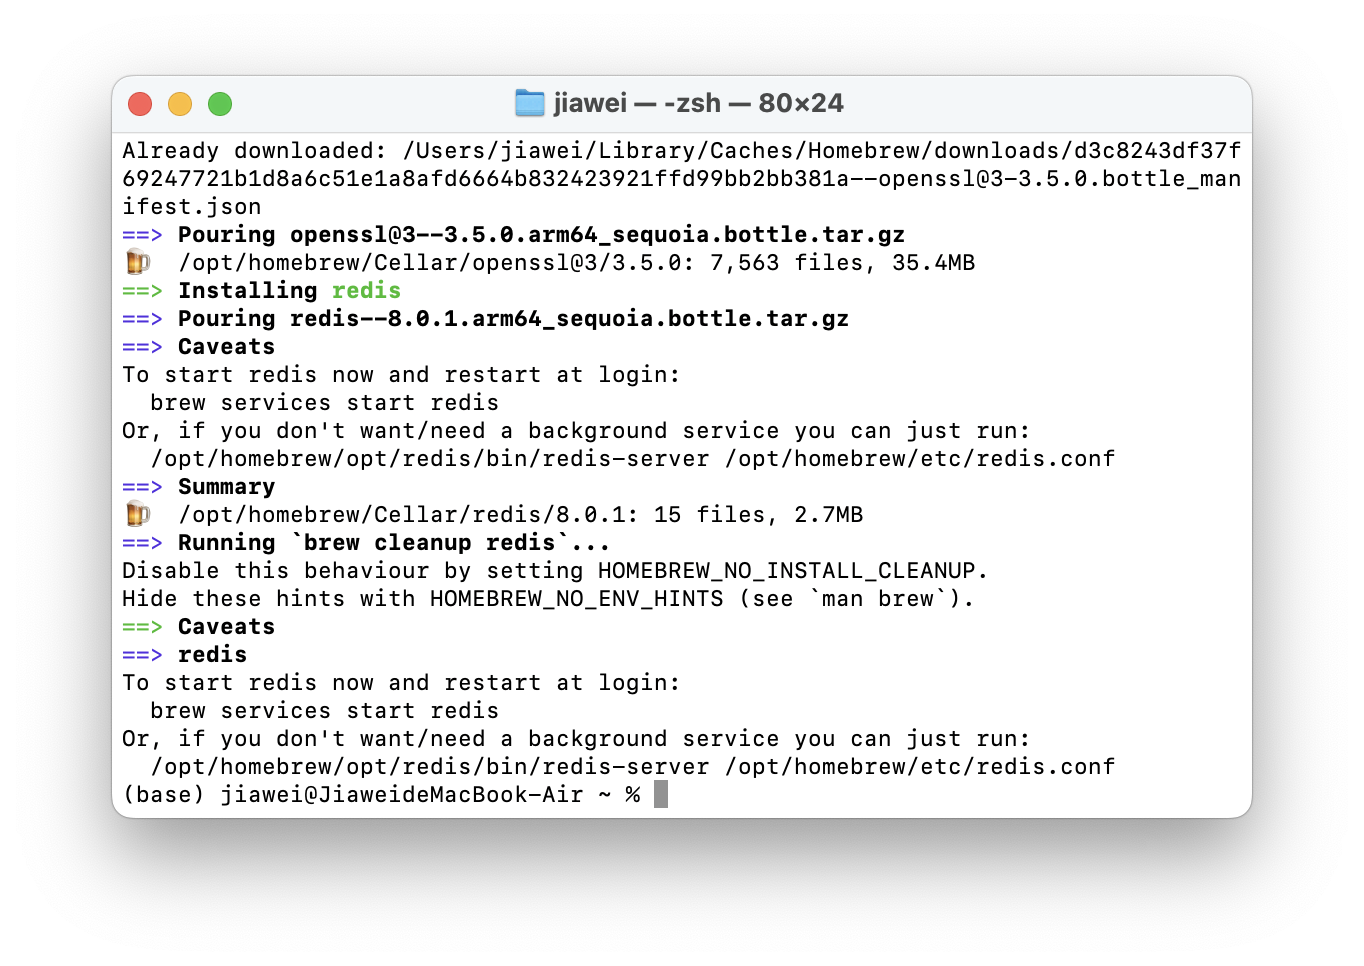 jiawei — -zsh — 80×24
Already downloaded: /Users/jiawei/Library/Caches/Homebrew/downloads/d3c8243df37f
69247721b1d8a6c51e1a8afd6664b832423921ffd99bb2bb381a--openssl@3-3.5.0.bottle_man
ifest.json
==> Pouring openssl@3--3.5.0.arm64_sequoia.bottle.tar.gz
🍺  /opt/homebrew/Cellar/openssl@3/3.5.0: 7,563 files, 35.4MB
==> Installing redis
==> Pouring redis--8.0.1.arm64_sequoia.bottle.tar.gz
==> Caveats
To start redis now and restart at login:
  brew services start redis
Or, if you don't want/need a background service you can just run:
  /opt/homebrew/opt/redis/bin/redis-server /opt/homebrew/etc/redis.conf
==> Summary
🍺  /opt/homebrew/Cellar/redis/8.0.1: 15 files, 2.7MB
==> Running `brew cleanup redis`...
Disable this behaviour by setting HOMEBREW_NO_INSTALL_CLEANUP.
Hide these hints with HOMEBREW_NO_ENV_HINTS (see `man brew`).
==> Caveats
==> redis
To start redis now and restart at login:
  brew services start redis
Or, if you don't want/need a background service you can just run:
  /opt/homebrew/opt/redis/bin/redis-server /opt/homebrew/etc/redis.conf
(base) jiawei@JiaweideMacBook-Air ~ %